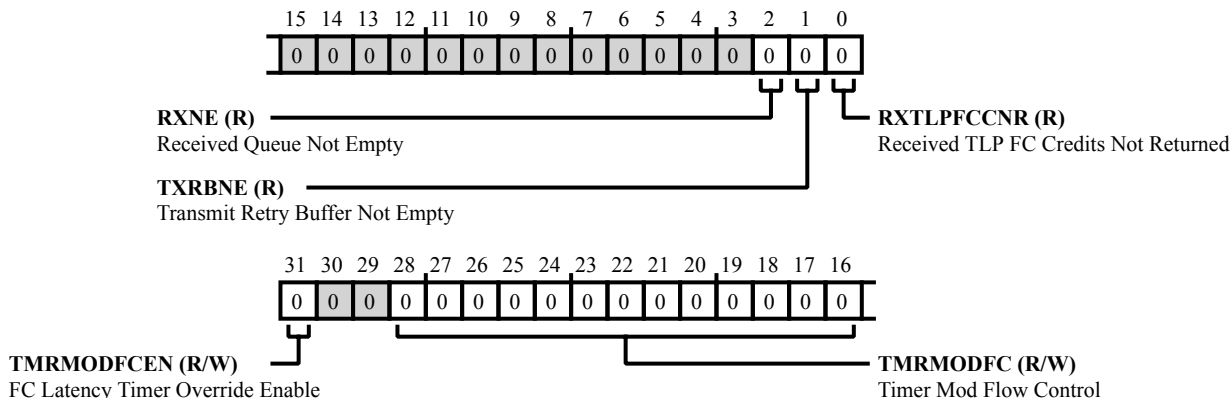 15 14 13 12 11 10 9 8 7 6 5 4 3 2 1 0
0 0 0 0 0 0 0 0 0 0 0 0 0 0 0 0
RXNE (R)
Received Queue Not Empty
RXTLPFCCNR (R)
Received TLP FC Credits Not Returned
TXRBNE (R)
Transmit Retry Buffer Not Empty
31 30 29 28 27 26 25 24 23 22 21 20 19 18 17 16
0 0 0 0 0 0 0 0 0 0 0 0 0 0 0 0
TMRMODFCEN (R/W)
FC Latency Timer Override Enable
TMRMODFC (R/W)
Timer Mod Flow Control